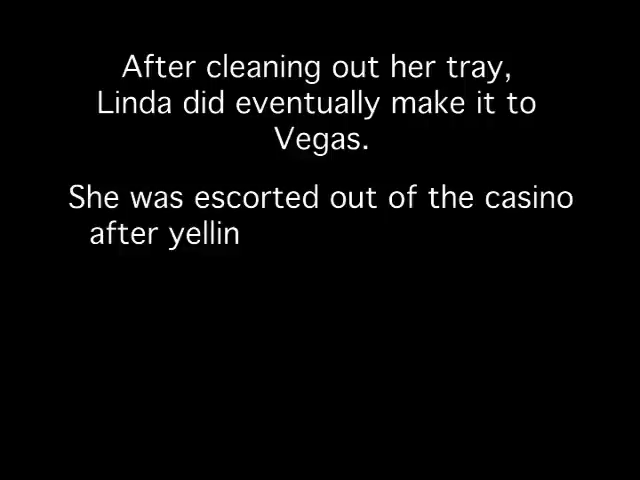 After cleaning out her tray,
Linda did eventually make it to
Vegas.
She was escorted out of the casino
after yellin